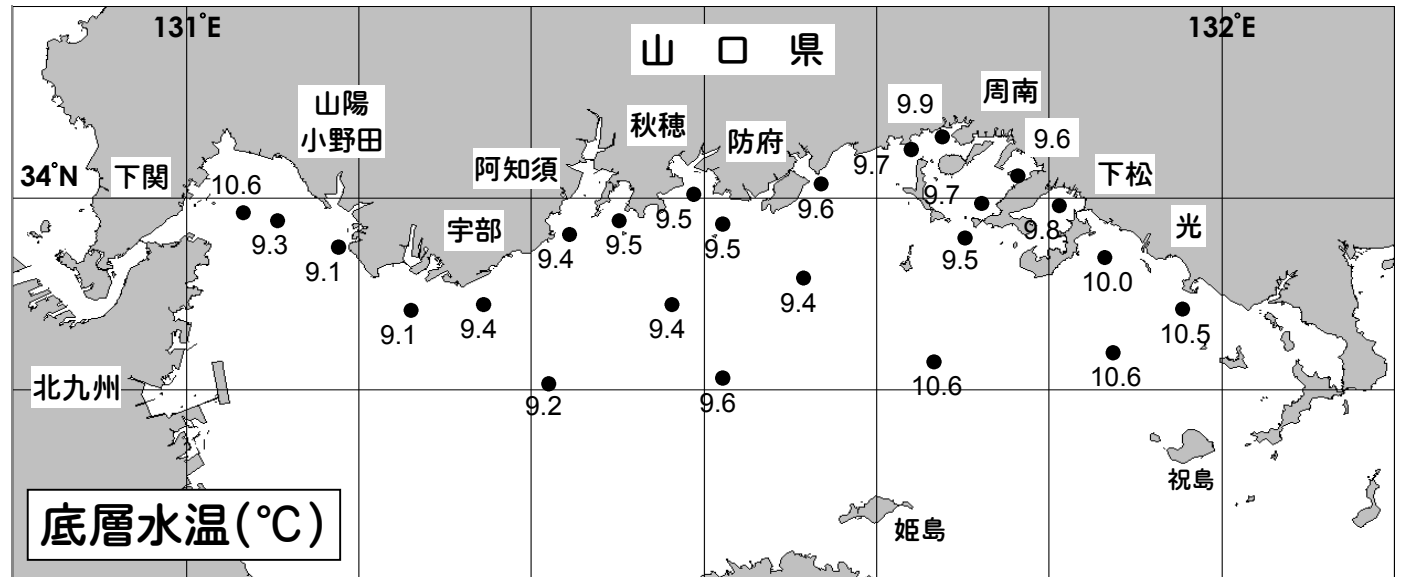 131°E
132°E
山 口 県
山陽
小野田
秋穂
防府
周南
9.9
9.6
9.7
34°N
下関
10.6
阿知須
下松
9.7
9.6
9.3
9.5
9.5
9.5
9.8
宇部
光
9.1
9.4
9.5
10.0
9.4
9.1
9.4
9.4
10.5
北九州
9.2
9.6
10.6
10.6
祝島
姫島
底層水温(℃)